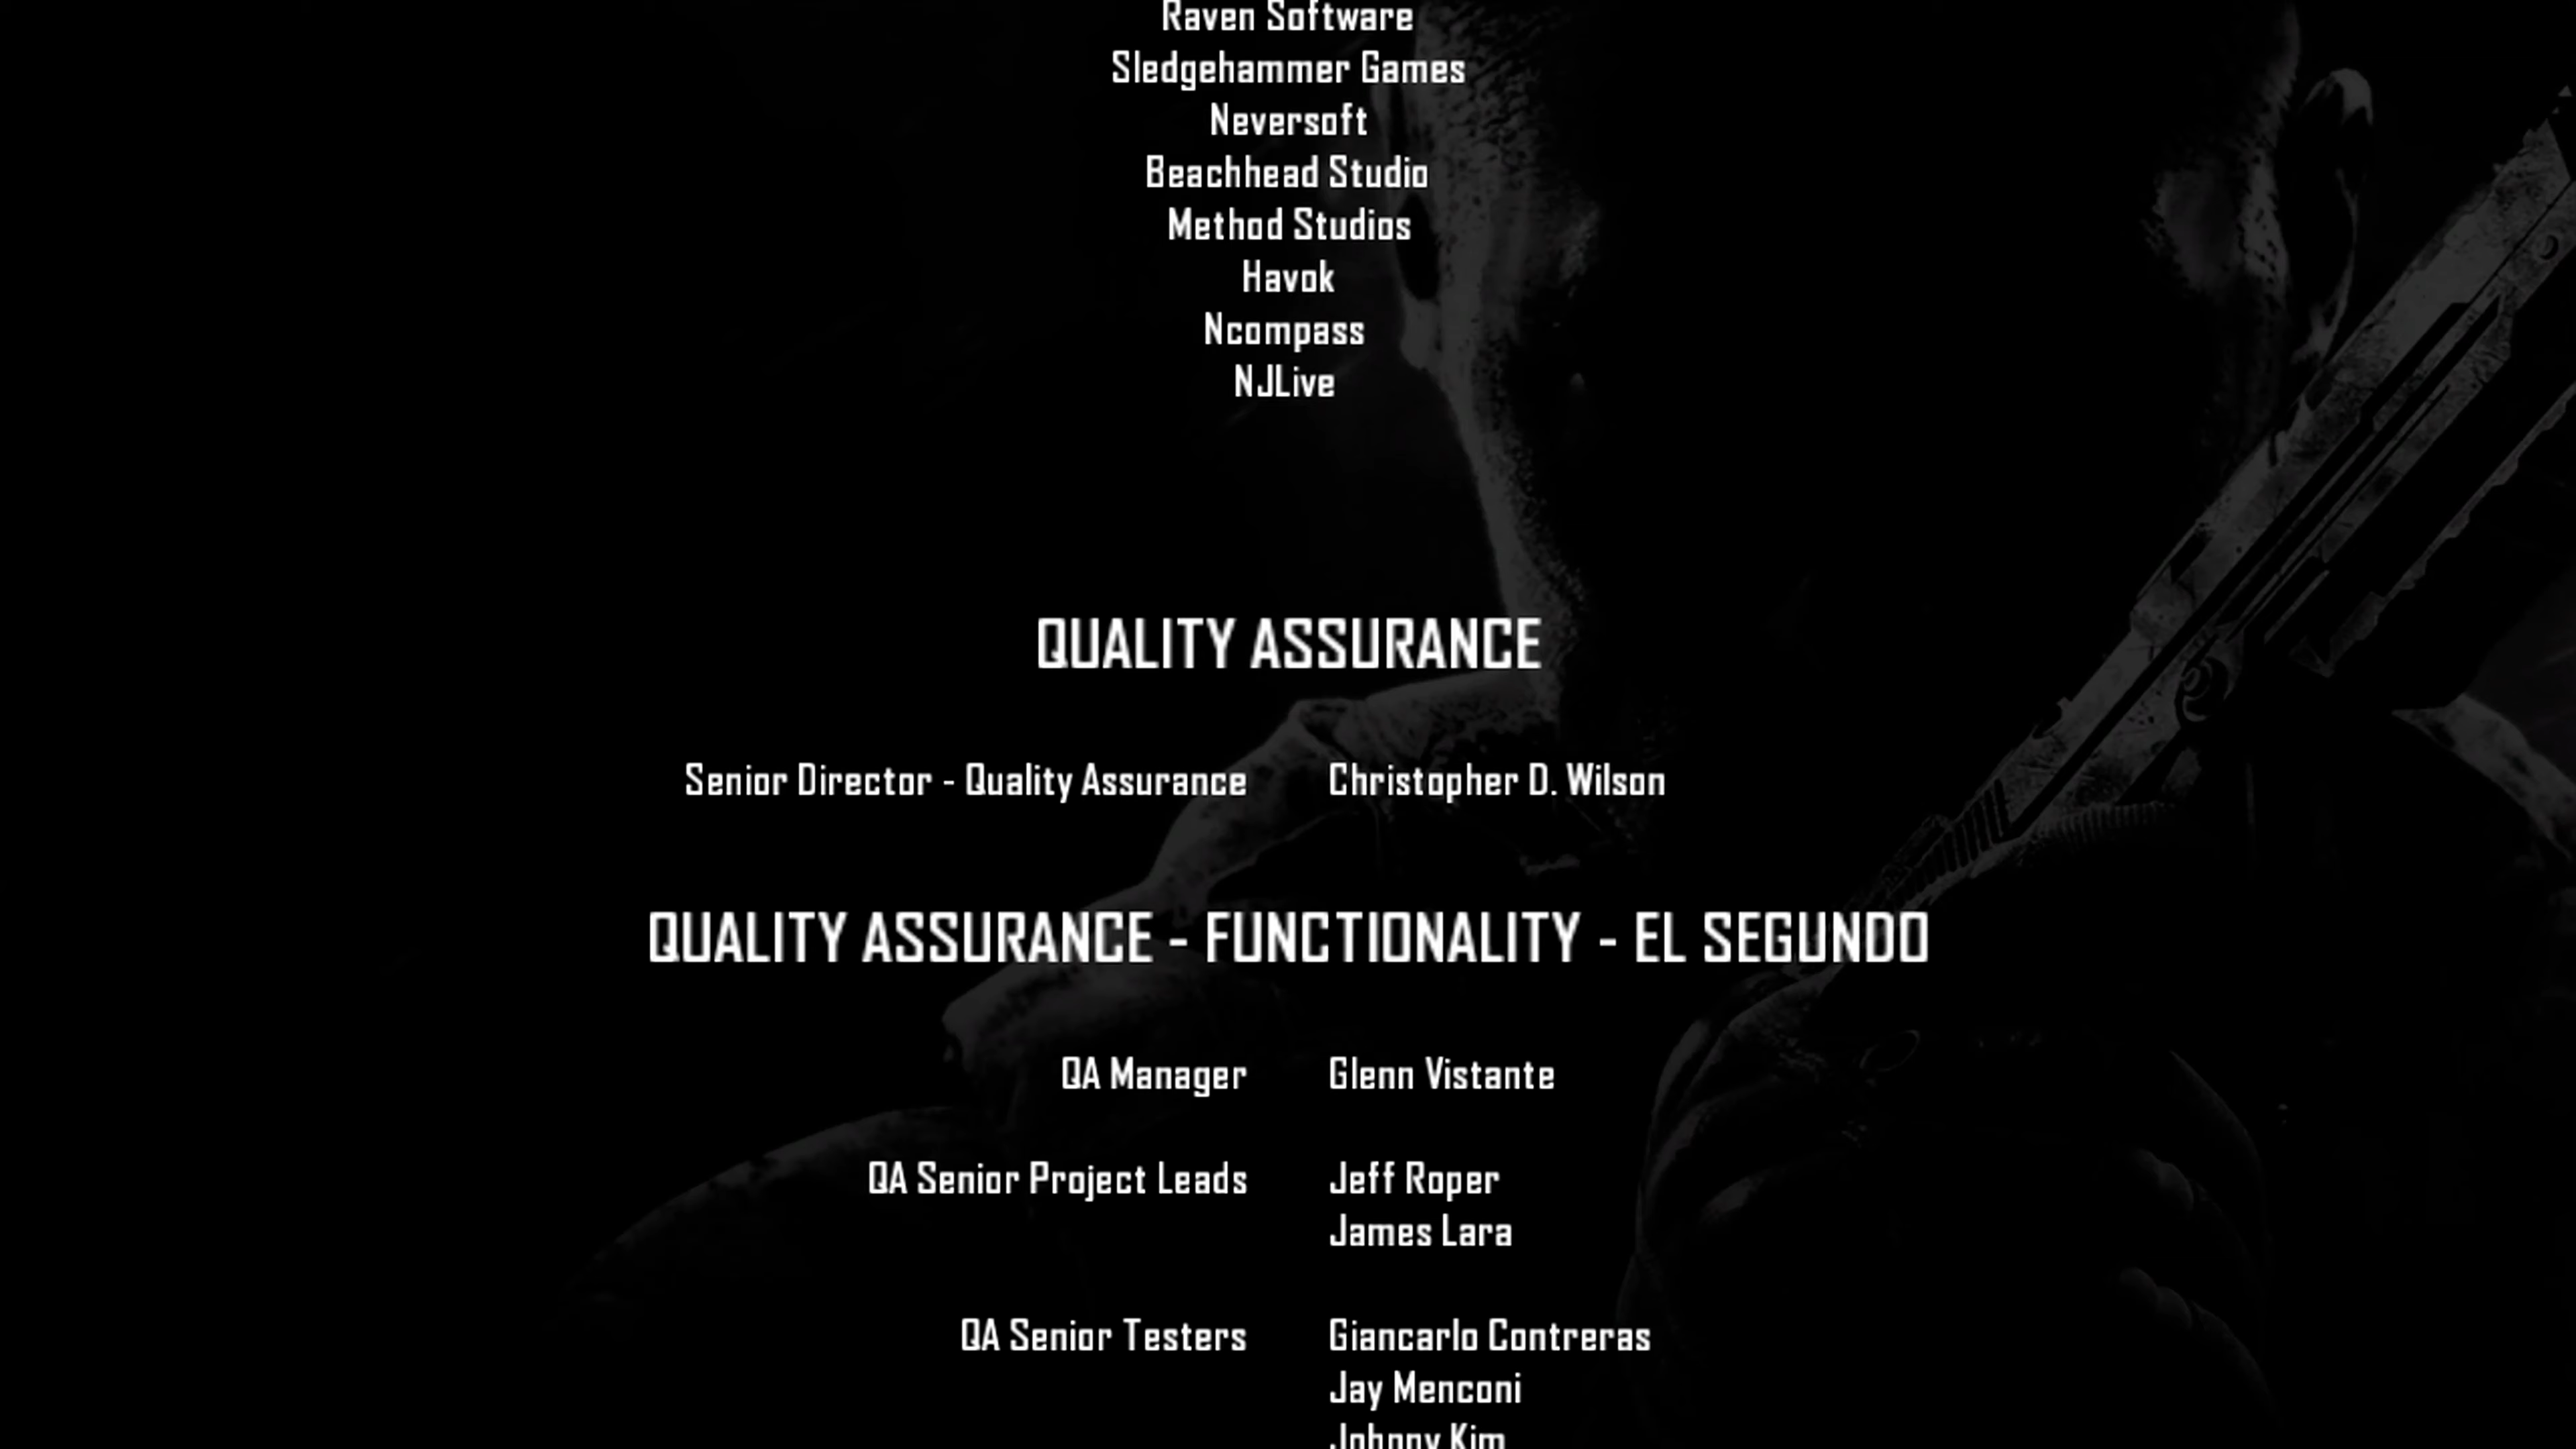 Raven Software
Sledgehammer Games
Neversoft
Beachhead Studio
Method Studios
Havok
Ncompass
NJLive
QUALITY ASSURANCE
Senior Director - Quality Assurance Christopher D. Wilson
QUALITY ASSURANCE - FUNCTIONALITY - EL SEGUNDO
QA Manager Glenn Vistante
QA Senior Project Leads Jeff Roper
James Lara
QA Senior Testers Giancarlo Contreras
Jay Menconi
Johnny Kim